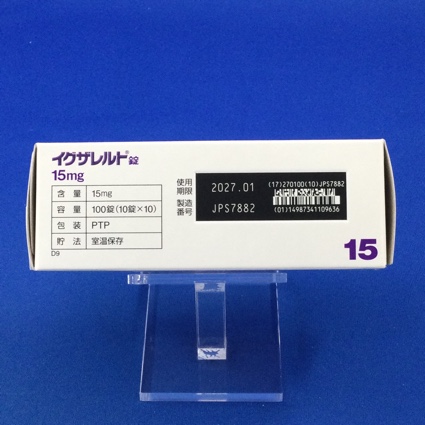 イグザレルト®錠
15mg
含量 15mg
容量 100錠(10錠×10)
包装 PTP
貯法 室温保存
D9
使用期限 2027.01
製造番号 JPS7882
(17)270100(10)JPS7882
(01)14987341109636
15